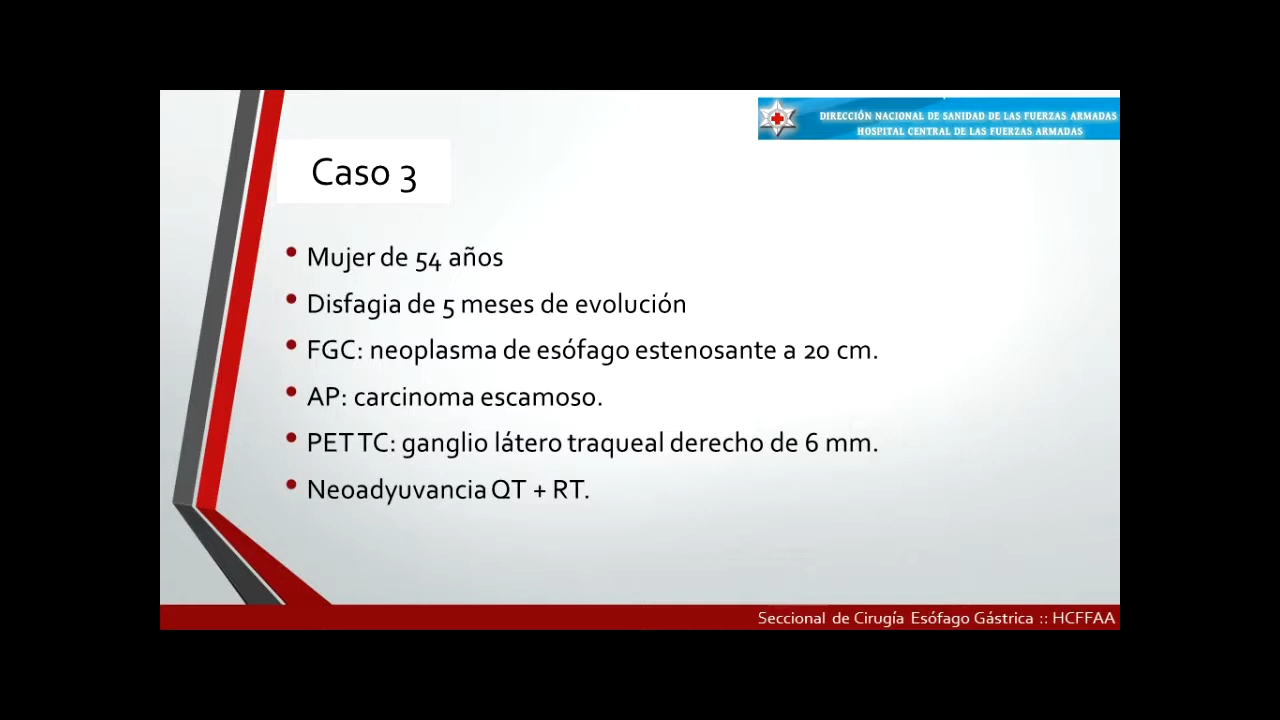 DIRECCIÓN NACIONAL DE SANIDAD DE LAS FUERZAS ARMADAS
HOSPITAL CENTRAL DE LAS FUERZAS ARMADAS
Caso 3
• Mujer de 54 años
• Disfagia de 5 meses de evolución
• FGC: neoplasma de esófago estenosante a 20 cm.
• AP: carcinoma escamoso.
• PET TC: ganglio látero traqueal derecho de 6 mm.
• Neoadyuvancia QT + RT.
Seccional de Cirugía Esófago Gástrica :: HCFFAA